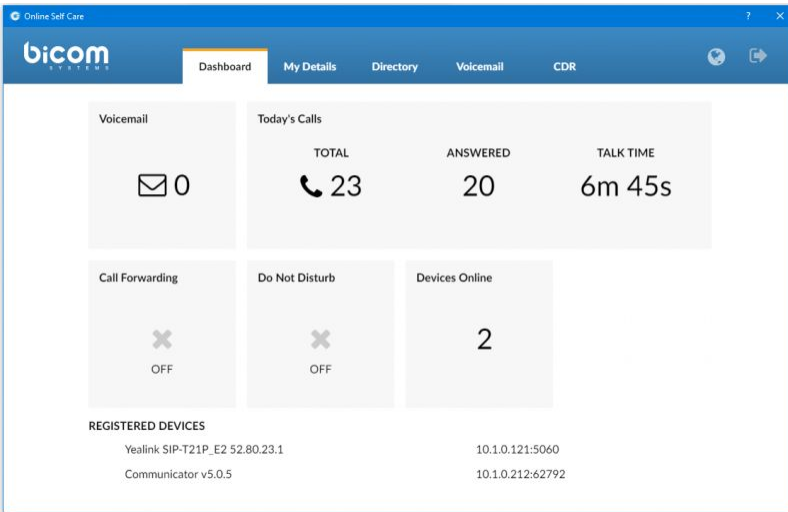 Online Self Care ?
bicom
SYSTEMS
Dashboard My Details Directory Voicemail CDR
Voicemail
0
Today's Calls
TOTAL ANSWERED TALK TIME
23 20 6m 45s
Call Forwarding
OFF
Do Not Disturb
OFF
Devices Online
2
REGISTERED DEVICES
Yealink SIP-T21P_E2 52.80.23.1 10.1.0.121:5060
Communicator v5.0.5 10.1.0.212:62792